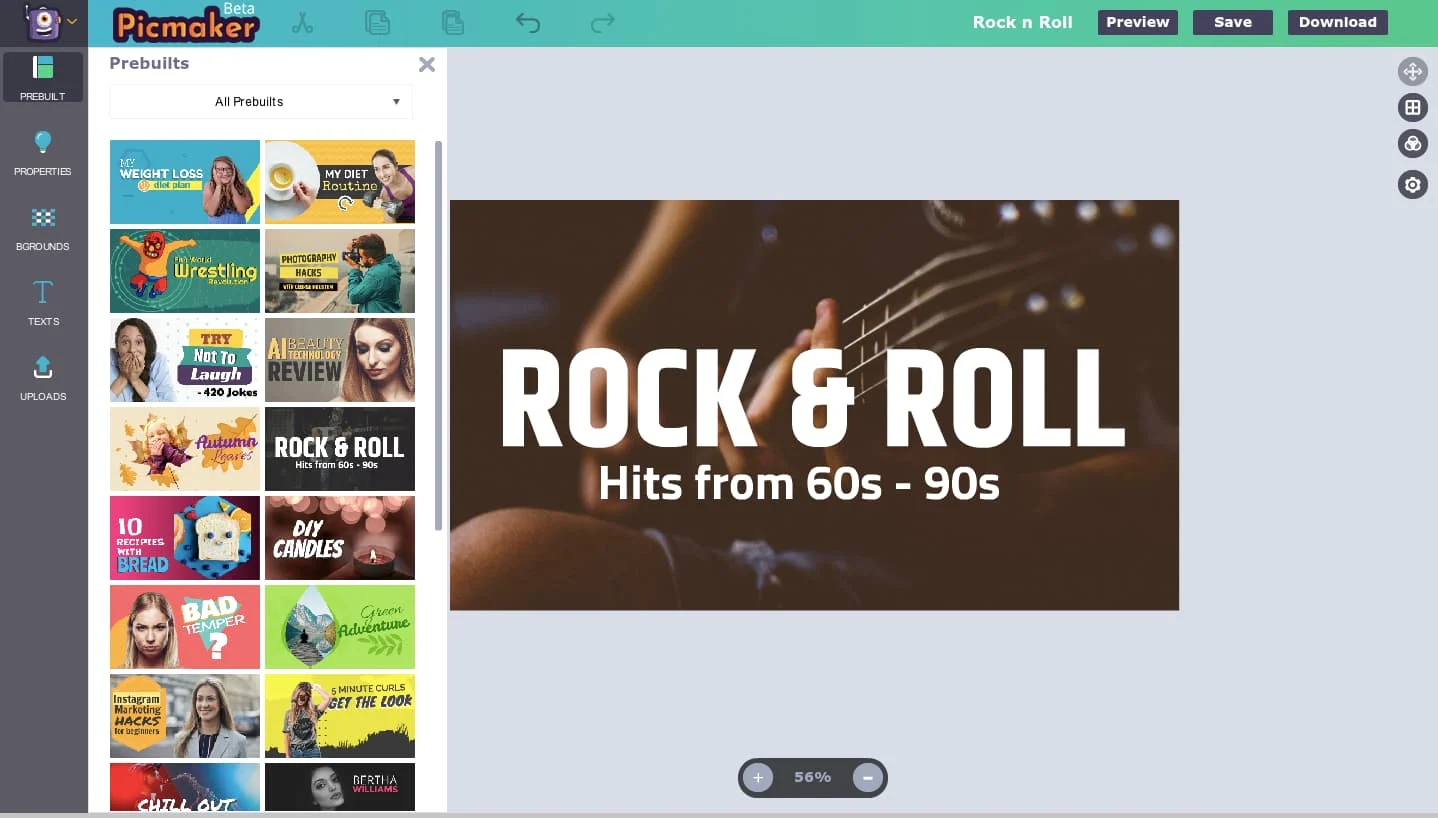 Beta
Picmaker
Rock n Roll
Preview
Save
Download
PREBUILT
PROPERTIES
BGROUNDS
TEXTS
UPLOADS
Prebuilts
All Prebuilts
MY
WEIGHT LOSS
diet plan
MY DIET
Routine
Wrestling
Revolution
PHOTOGRAPHY
HACKS
TRY
Not To
Laugh
- 420 Jokes
AI BEAUTY
TECHNOLOGY
REVIEW
Autumn
Leaves
ROCK & ROLL
Hits from 60s - 90s
10
RECIPIES
WITH
BREAD
DIY
CANDLES
BAD
TEMPER
?
Green
Adventure
Instagram
Marketing
HACKS
for beginners
5 MINUTE CURLS
GET THE LOOK
CHILL OUT
BERTHA
WILLIAMS
ROCK & ROLL
Hits from 60s - 90s
56%